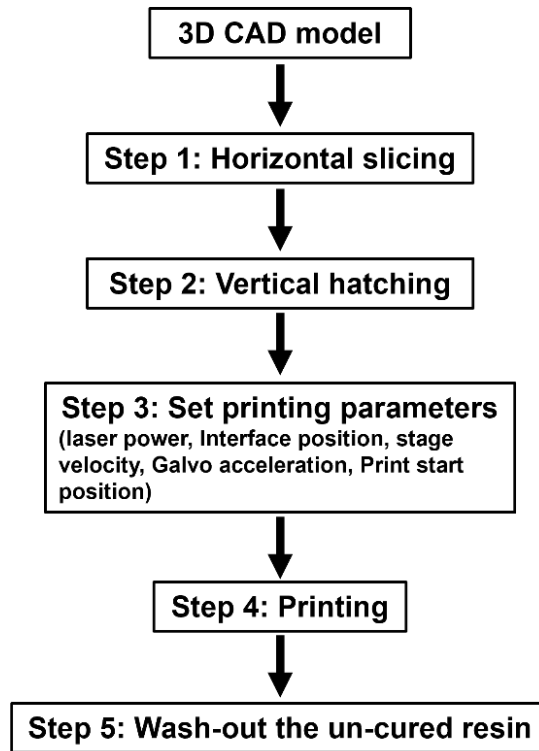 3D CAD model
Step 1: Horizontal slicing
Step 2: Vertical hatching
Step 3: Set printing parameters
(laser power, Interface position, stage
velocity, Galvo acceleration, Print start
position)
Step 4: Printing
Step 5: Wash-out the un-cured resin